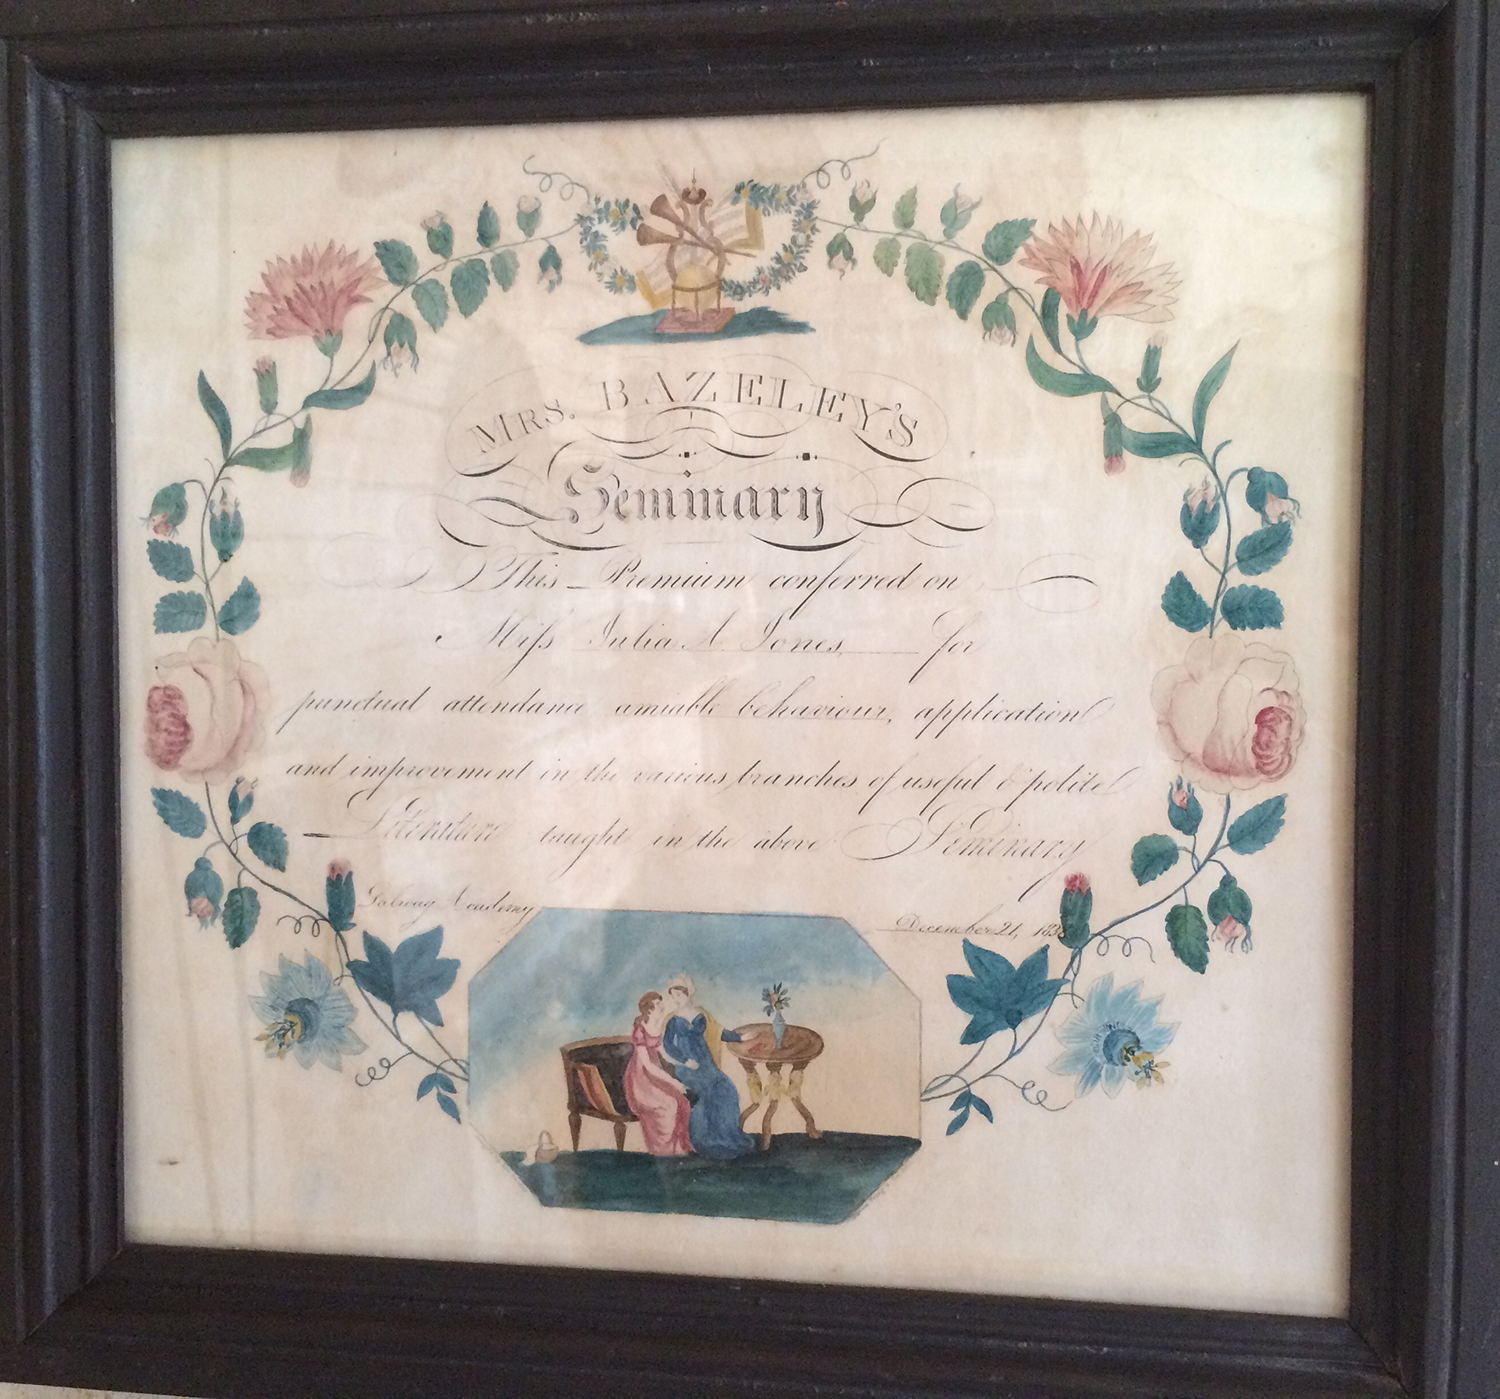 MRS. BAZELEY'S
Seminary
This Premium conferred on
Miſs Julia A. Jones for
punctual attendance amiable behaviour, application
and improvement in the various branches of useful & polite
Literature taught in the above Seminary
Galway Academy
December 21,